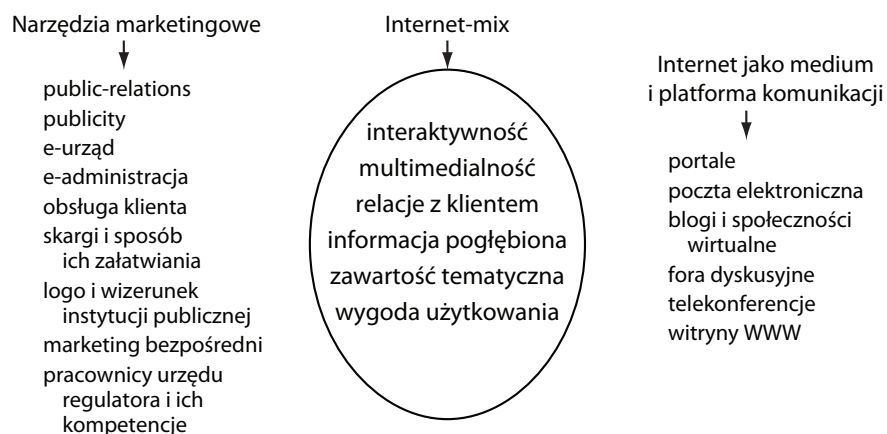 Narzędzia marketingowe
public-relations
publicity
e-urząd
e-administracja
obsługa klienta
skargi i sposób
ich załatwiania
logo i wizerunek
instytucji publicznej
marketing bezpośredni
pracownicy urzędu
regulatora i ich
kompetencje
Internet-mix
interaktywność
multimedialność
relacje z klientem
informacja pogłębiona
zawartość tematyczna
wygoda użytkowania
Internet jako medium
i platforma komunikacji
portale
poczta elektroniczna
blogi i społeczności
wirtualne
fora dyskusyjne
telekonferencje
witryny WWW